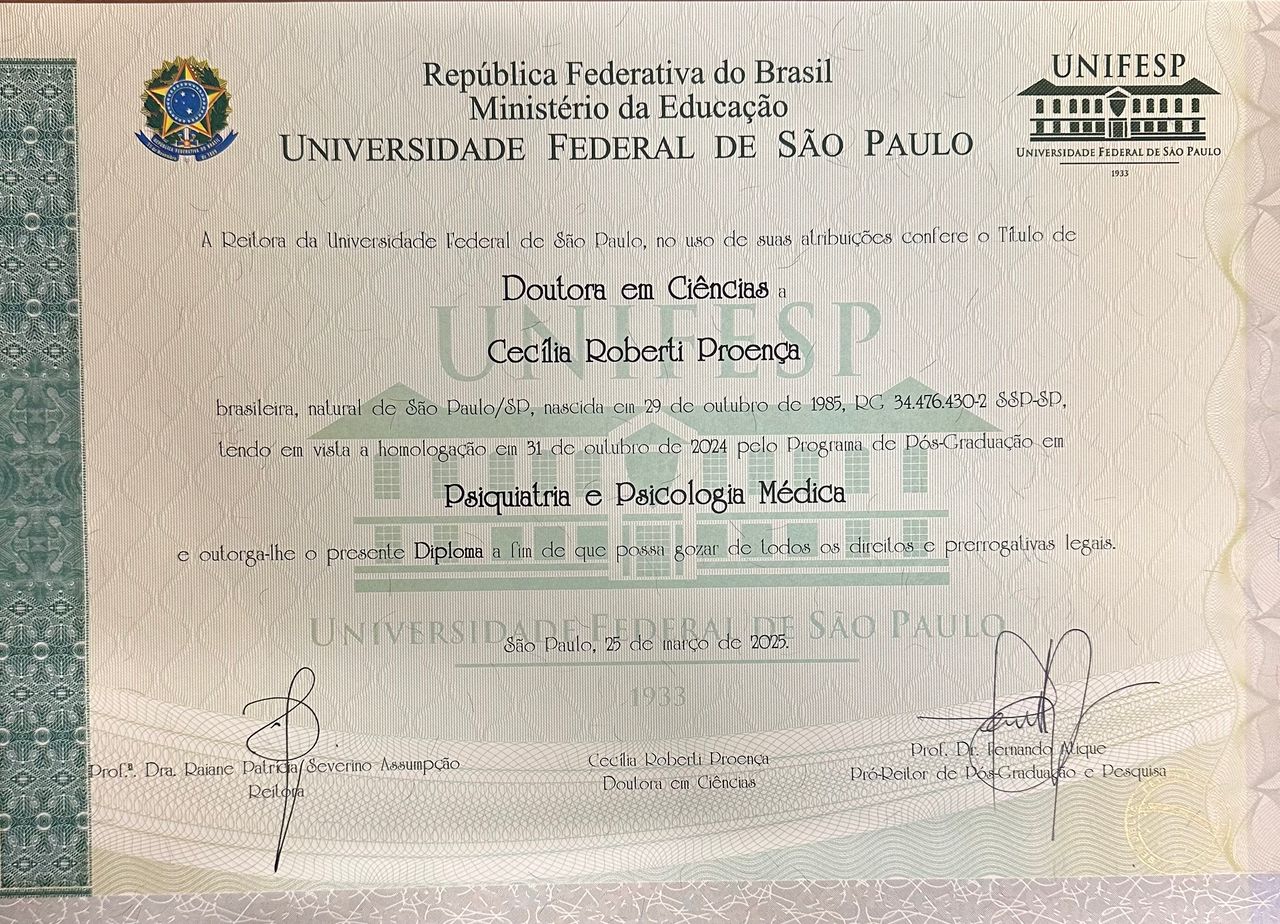 República Federativa do Brasil
Ministério da Educação
UNIVERSIDADE FEDERAL DE SÃO PAULO
UNIFESP
UNIVERSIDADE FEDERAL DE SÃO PAULO
1933
A Reitora da Universidade Federal de São Paulo, no uso de suas atribuições confere o Título de
Doutora em Ciências a
Cecília Roberti Proença
brasileira, natural de São Paulo/SP, nascida em 29 de outubro de 1985, RG 34.476.430-2 SSP-SP,
tendo em vista a homologação em 31 de outubro de 2024 pelo Programa de Pós-Graduação em
Psiquiatria e Psicologia Médica
e outorga-lhe o presente Diploma a fim de que possa gozar de todos os direitos e prerrogativas legais.
UNIFESP
UNIVERSIDADE FEDERAL DE SÃO PAULO
São Paulo, 25 de março de 2025.
1933
Prof.ª. Dra. Raiane Patrícia Severino Assumpção
Reitora
Cecília Roberti Proença
Doutora em Ciências
Prof. Dr. Fernando Atique
Pró-Reitor de Pós-Graduação e Pesquisa